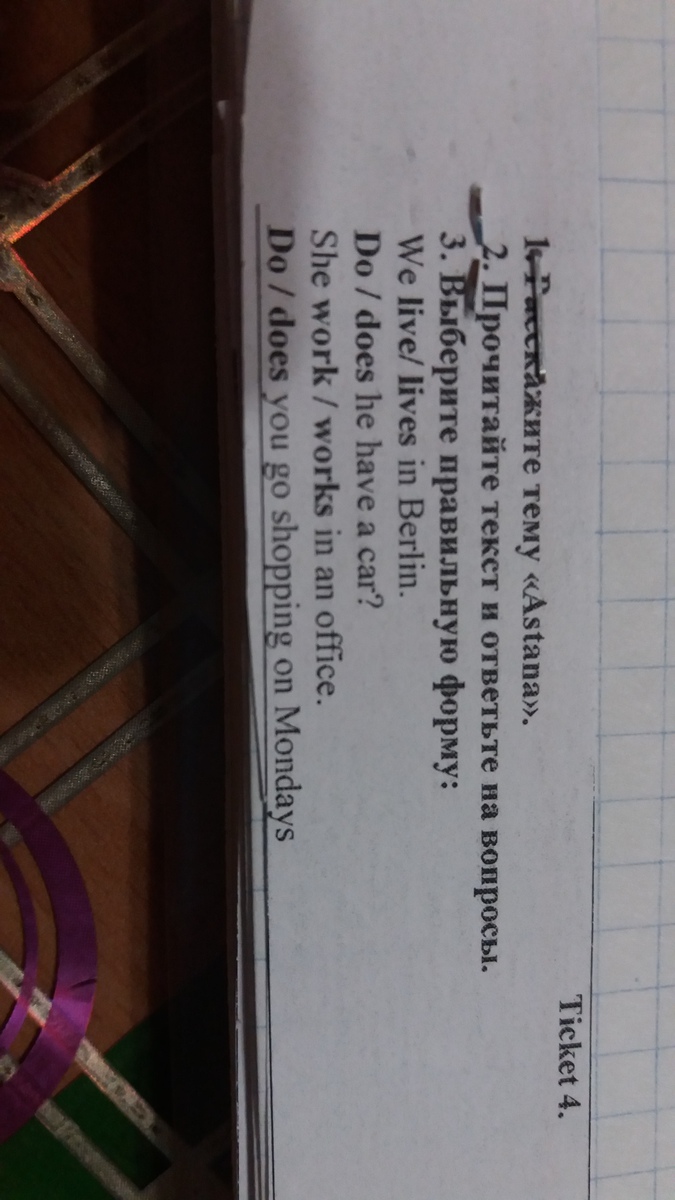 Ticket 4.
1. Расскажите тему «Astana».
2. Прочитайте текст и ответьте на вопросы.
3. Выберите правильную форму:
We live/ lives in Berlin.
Do / does he have a car?
She work / works in an office.
Do / does you go shopping on Mondays